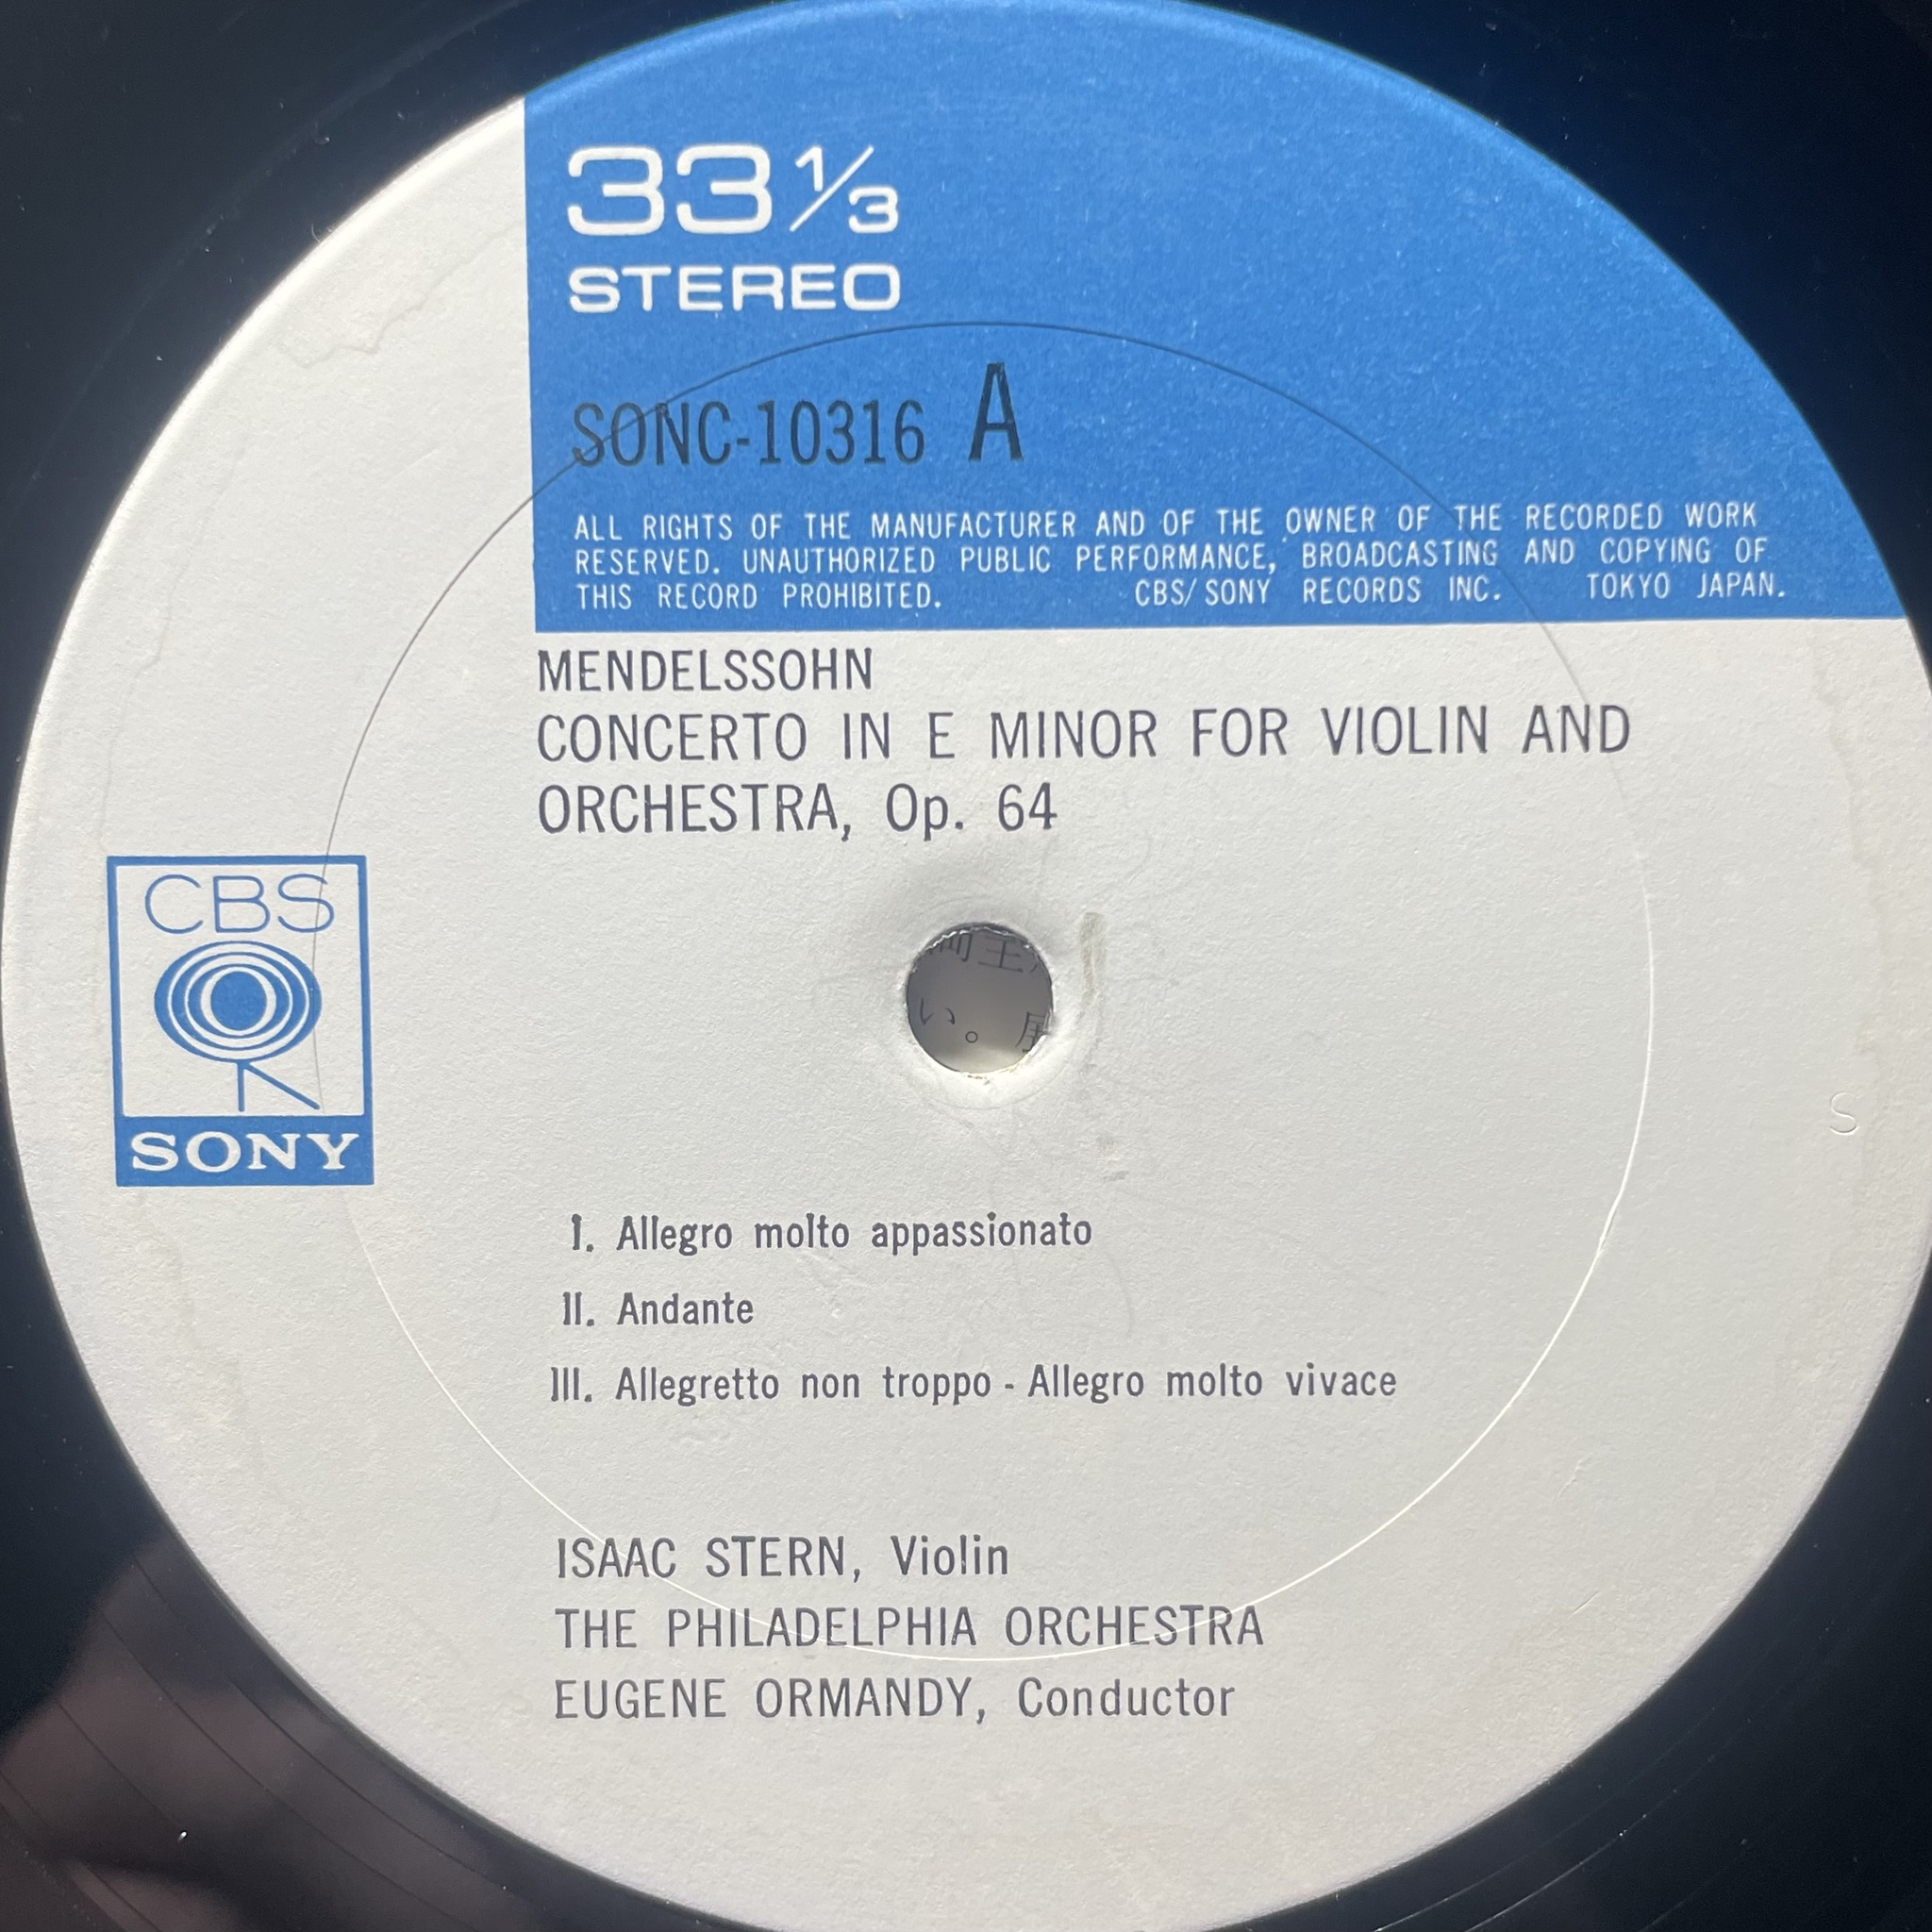 33 1/3
STEREO
SONC-10316 A
ALL RIGHTS OF THE MANUFACTURER AND OF THE OWNER OF THE RECORDED WORK
RESERVED. UNAUTHORIZED PUBLIC PERFORMANCE, BROADCASTING AND COPYING OF
THIS RECORD PROHIBITED. CBS/SONY RECORDS INC. TOKYO JAPAN.
MENDELSSOHN
CONCERTO IN E MINOR FOR VIOLIN AND
ORCHESTRA, Op. 64
CBS
SONY
S
I. Allegro molto appassionato
II. Andante
III. Allegretto non troppo - Allegro molto vivace
ISAAC STERN, Violin
THE PHILADELPHIA ORCHESTRA
EUGENE ORMANDY, Conductor